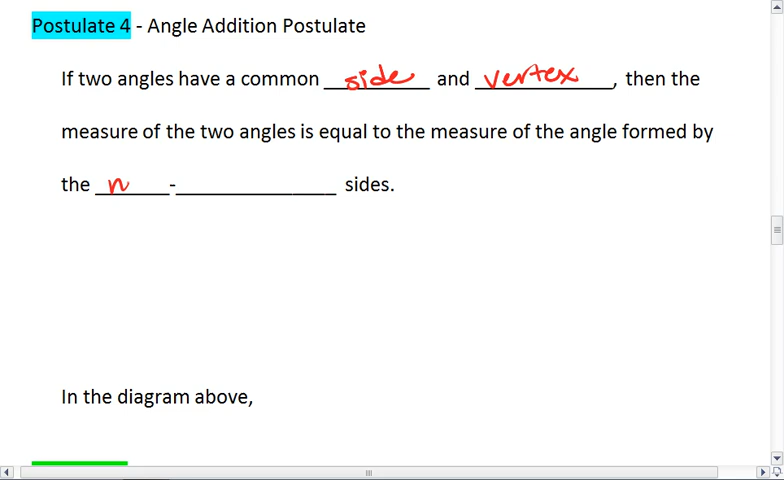 Postulate 4 - Angle Addition Postulate
If two angles have a common side and vertex, then the
measure of the two angles is equal to the measure of the angle formed by
the n - sides.
In the diagram above,